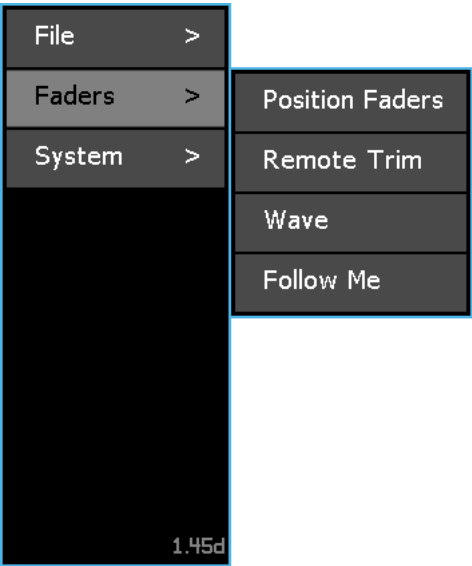 File >
Faders >
System >
Position Faders
Remote Trim
Wave
Follow Me
1.45d